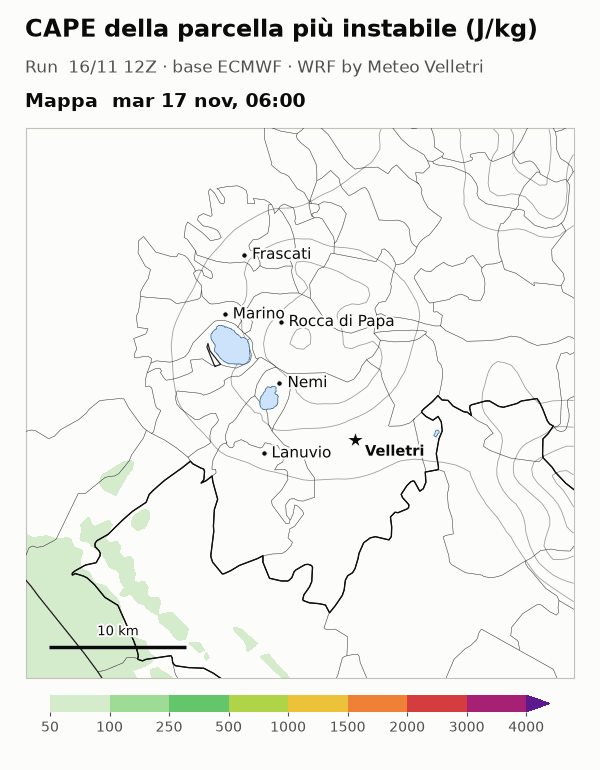 CAPE della parcella più instabile (J/kg)
Run  16/11 12Z · base ECMWF · WRF by Meteo Velletri
Mappa  mar 17 nov, 06:00
Frascati
Marino
Rocca di Papa
Nemi
Velletri
Lanuvio
10 km
50 100 250 500 1000 1500 2000 3000 4000